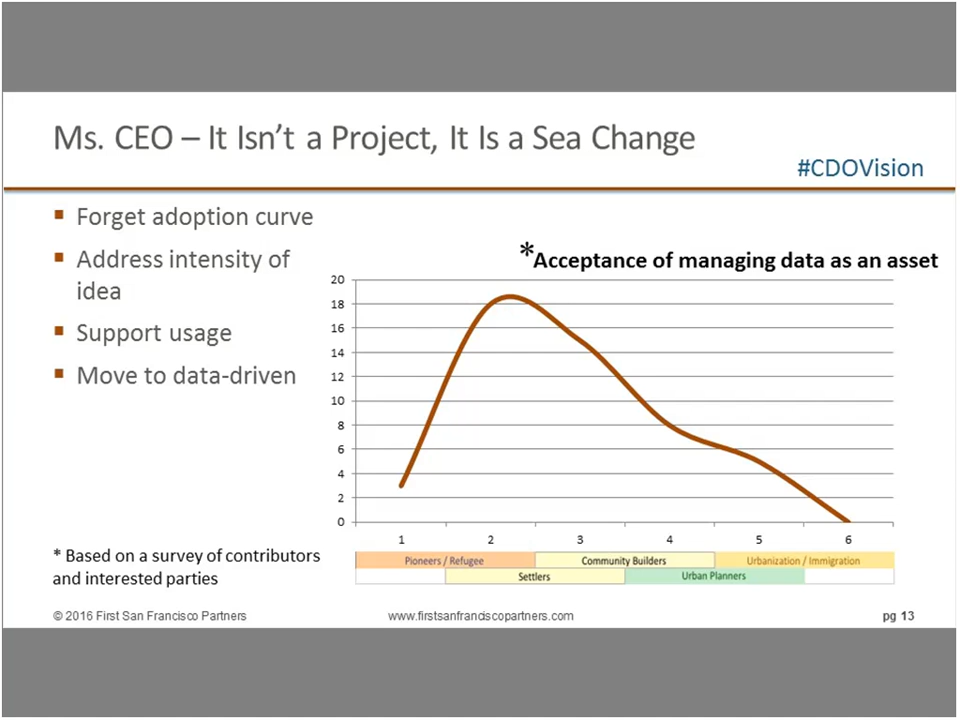 Ms. CEO – It Isn't a Project, It Is a Sea Change
#CDOVision
▪ Forget adoption curve
▪ Address intensity of
idea
▪ Support usage
▪ Move to data-driven
*Acceptance of managing data as an asset
20
18
16
14
12
10
8
6
4
2
0
1 2 3 4 5 6
Pioneers / Refugee Community Builders Urbanization / Immigration
Settlers Urban Planners
* Based on a survey of contributors
and interested parties
© 2016 First San Francisco Partners www.firstsanfranciscopartners.com pg 13